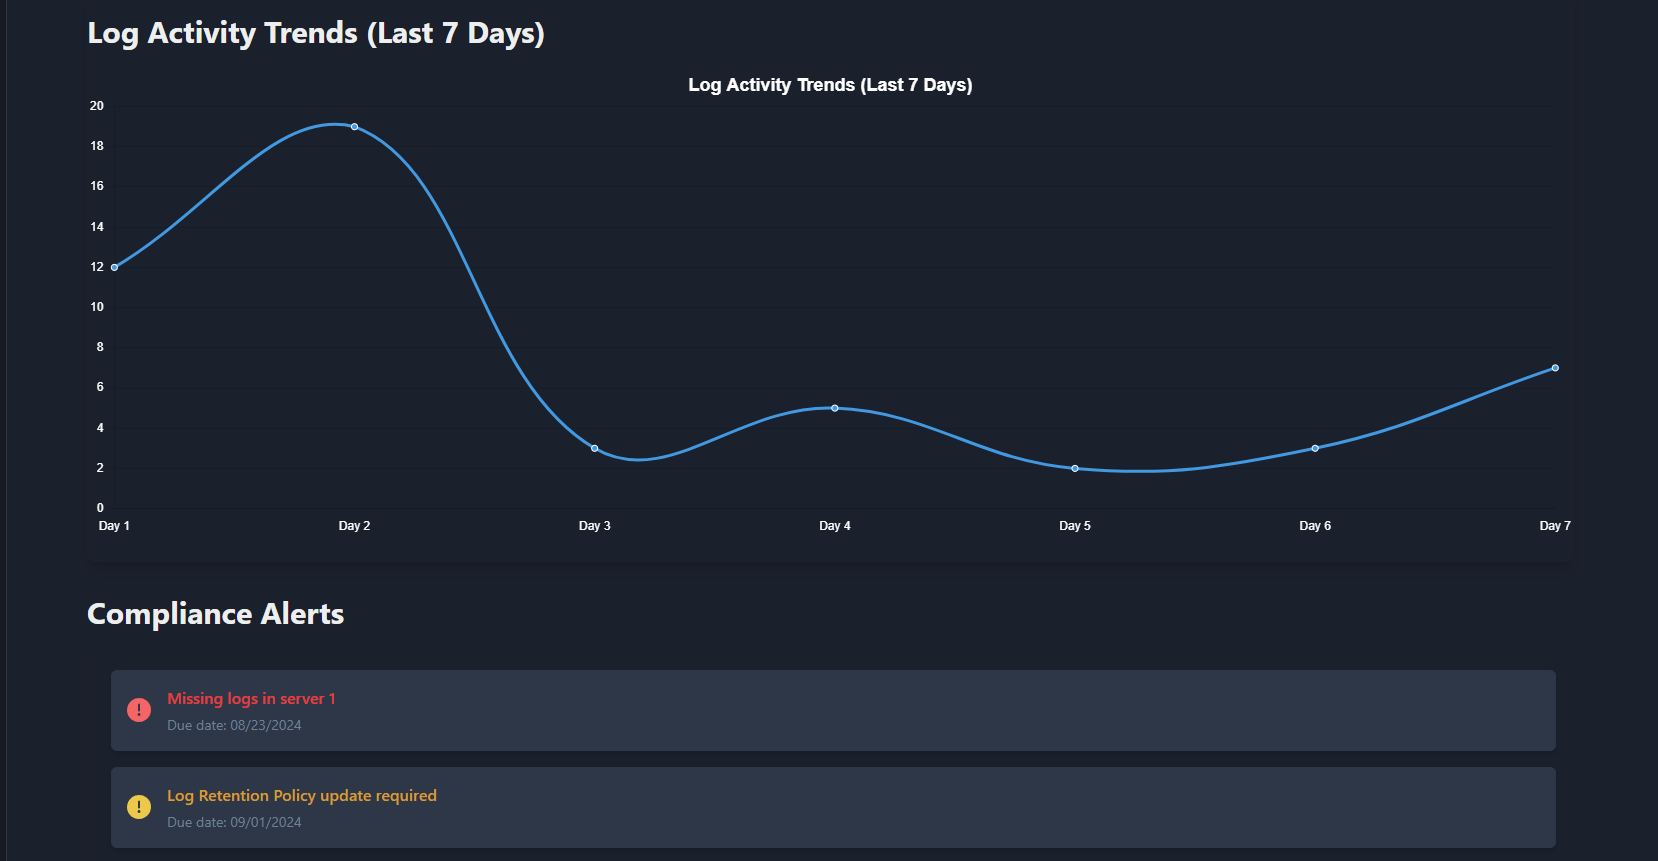 Log Activity Trends (Last 7 Days)
Log Activity Trends (Last 7 Days)
20
18
16
14
12
10
8
6
4
2
0
Day 1 Day 2 Day 3 Day 4 Day 5 Day 6 Day 7
Compliance Alerts
Missing logs in server 1
Due date: 08/23/2024
Log Retention Policy update required
Due date: 09/01/2024